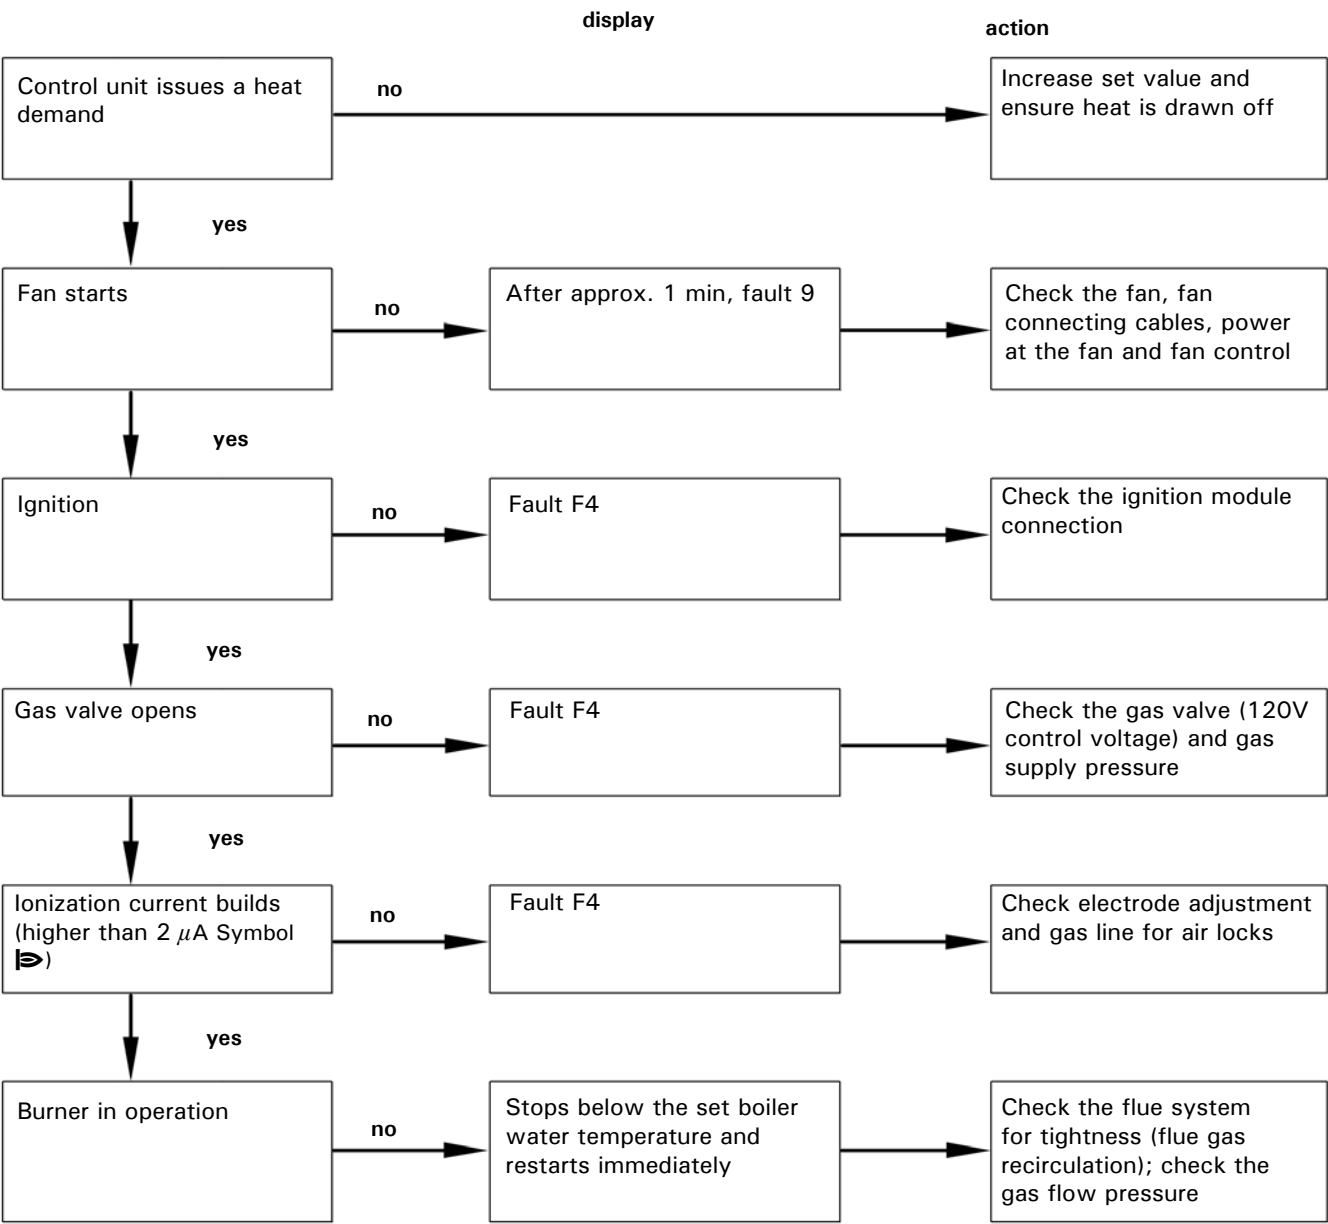 display
action
Control unit issues a heat
demand
no
Increase set value and
ensure heat is drawn off
yes
Fan starts
no
After approx. 1 min, fault 9
Check the fan, fan
connecting cables, power
at the fan and fan control
yes
Ignition
no
Fault F4
Check the ignition module
connection
yes
Gas valve opens
no
Fault F4
Check the gas valve (120V
control voltage) and gas
supply pressure
yes
Ionization current builds
(higher than 2 μA Symbol
)
no
Fault F4
Check electrode adjustment
and gas line for air locks
yes
Burner in operation
no
Stops below the set boiler
water temperature and
restarts immediately
Check the flue system
for tightness (flue gas
recirculation); check the
gas flow pressure